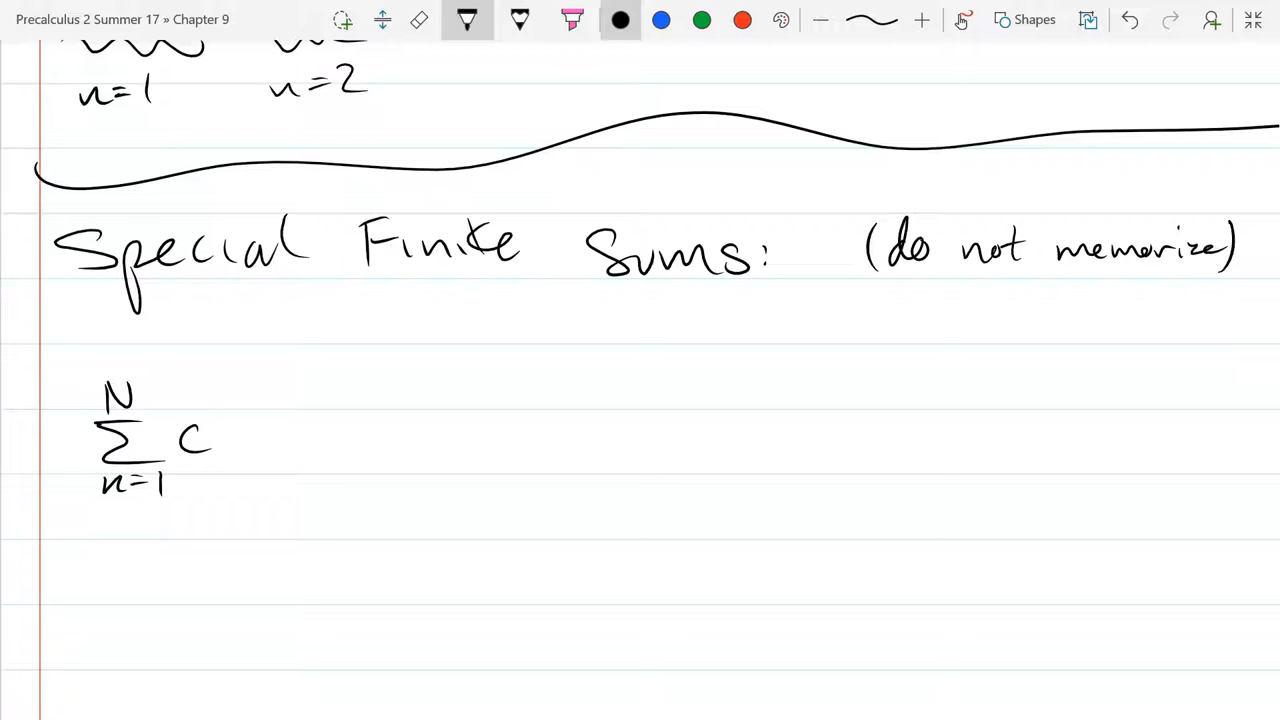 Precalculus 2 Summer 17 » Chapter 9
Shapes
n=1 n=2
Special Finite Sums: (do not memorize)
N
∑ c
n=1